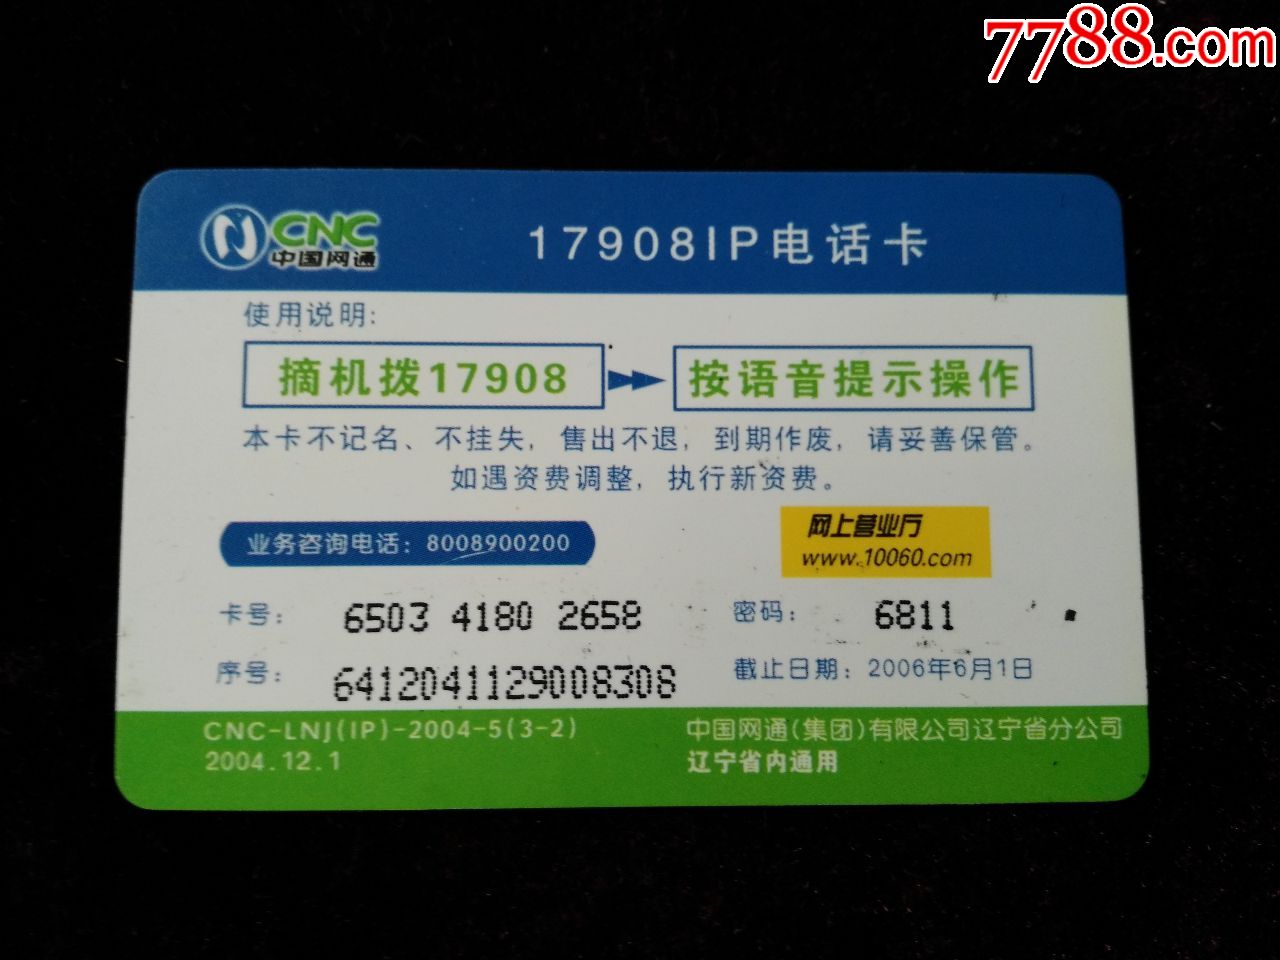 7788.com
CNC
中国网通
17908IP电话卡
使用说明:
摘机拨17908
按语音提示操作
本卡不记名、不挂失, 售出不退, 到期作废, 请妥善保管。
如遇资费调整, 执行新资费。
业务咨询电话: 8008900200
网上营业厅
www.10060.com
卡号: 6503 4180 2658
密码: 6811
序号: 6412041129008308
截止日期: 2006年6月1日
CNC-LNJ(IP)-2004-5(3-2)
2004.12.1
中国网通(集团)有限公司辽宁省分公司
辽宁省内通用